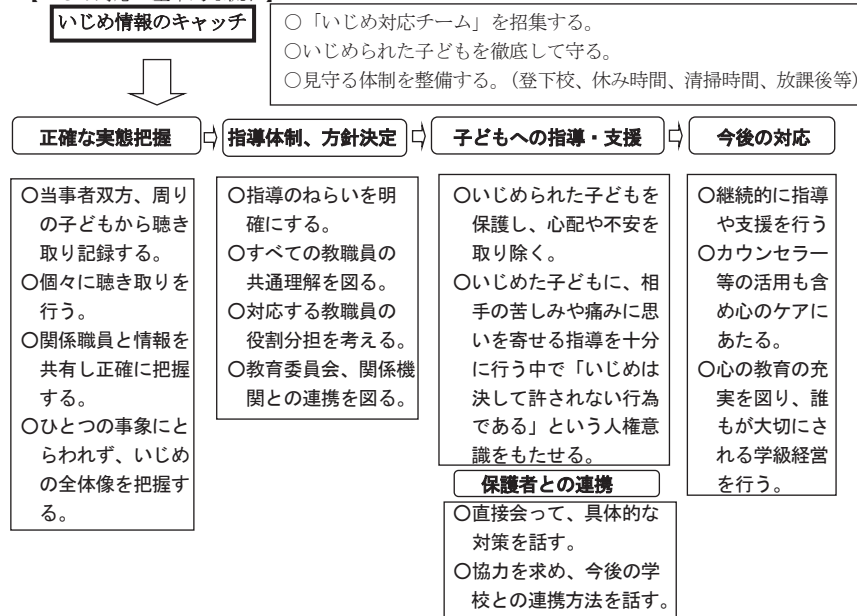 いじめ情報のキャッチ
○「いじめ対応チーム」を招集する。
○いじめられた子どもを徹底して守る。
○見守る体制を整備する。(登下校、休み時間、清掃時間、放課後等)
正確な実態把握
指導体制、方針決定
子どもへの指導・支援
今後の対応
○当事者双方、周り
の子どもから聴き
取り記録する。
○個々に聴き取りを
行う。
○関係職員と情報を
共有し正確に把握
する。
○ひとつの事象にと
らわれず、いじめ
の全体像を把握す
る。
○指導のねらいを明
確にする。
○すべての教職員の
共通理解を図る。
○対応する教職員の
役割分担を考える。
○教育委員会、関係機
関との連携を図る。
○いじめられた子どもを
保護し、心配や不安を
取り除く。
○いじめた子どもに、相
手の苦しみや痛みに思
いを寄せる指導を十分
に行う中で「いじめは
決して許されない行為
である」という人権意
識をもたせる。
保護者との連携
○直接会って、具体的な
対策を話す。
○協力を求め、今後の学
校との連携方法を話す。
○継続的に指導
や支援を行う
○カウンセラー
等の活用も含
め心のケアに
あたる。
○心の教育の充
実を図り、誰
もが大切にさ
れる学級経営
を行う。